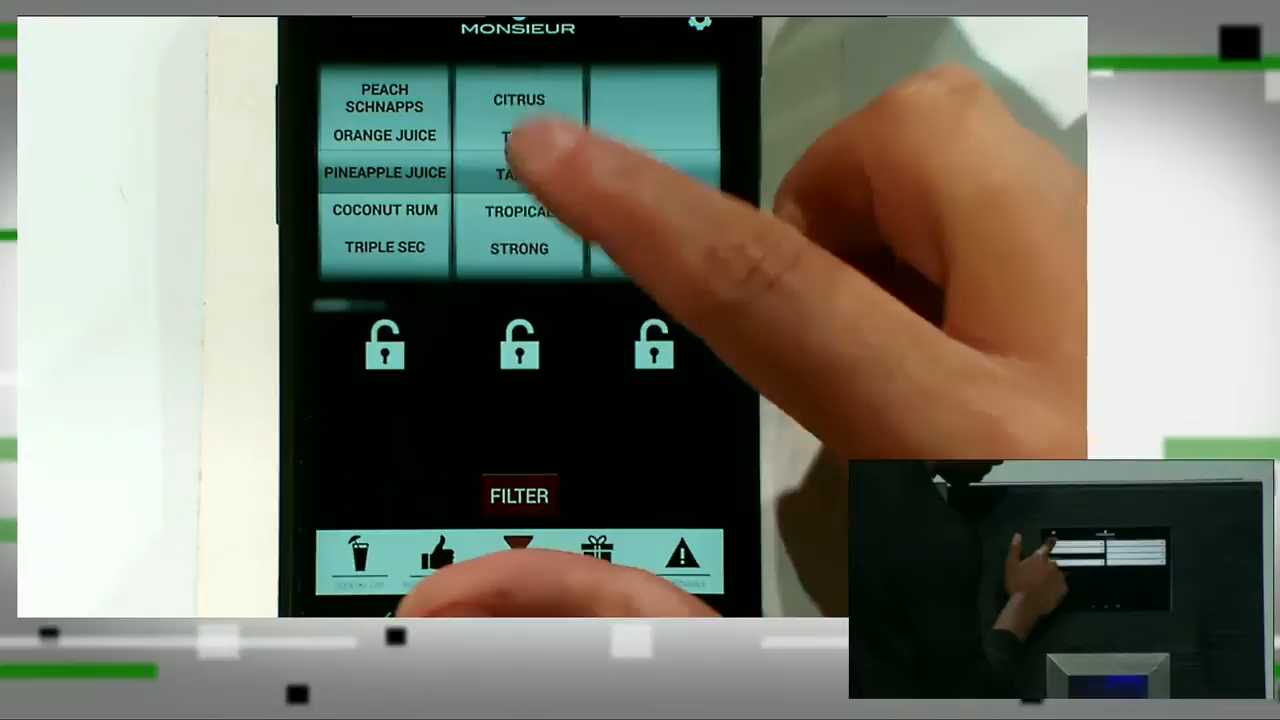 MONSIEUR
PEACH
SCHNAPPS
ORANGE JUICE
PINEAPPLE JUICE
COCONUT RUM
TRIPLE SEC
CITRUS
TROPICAL
STRONG
FILTER